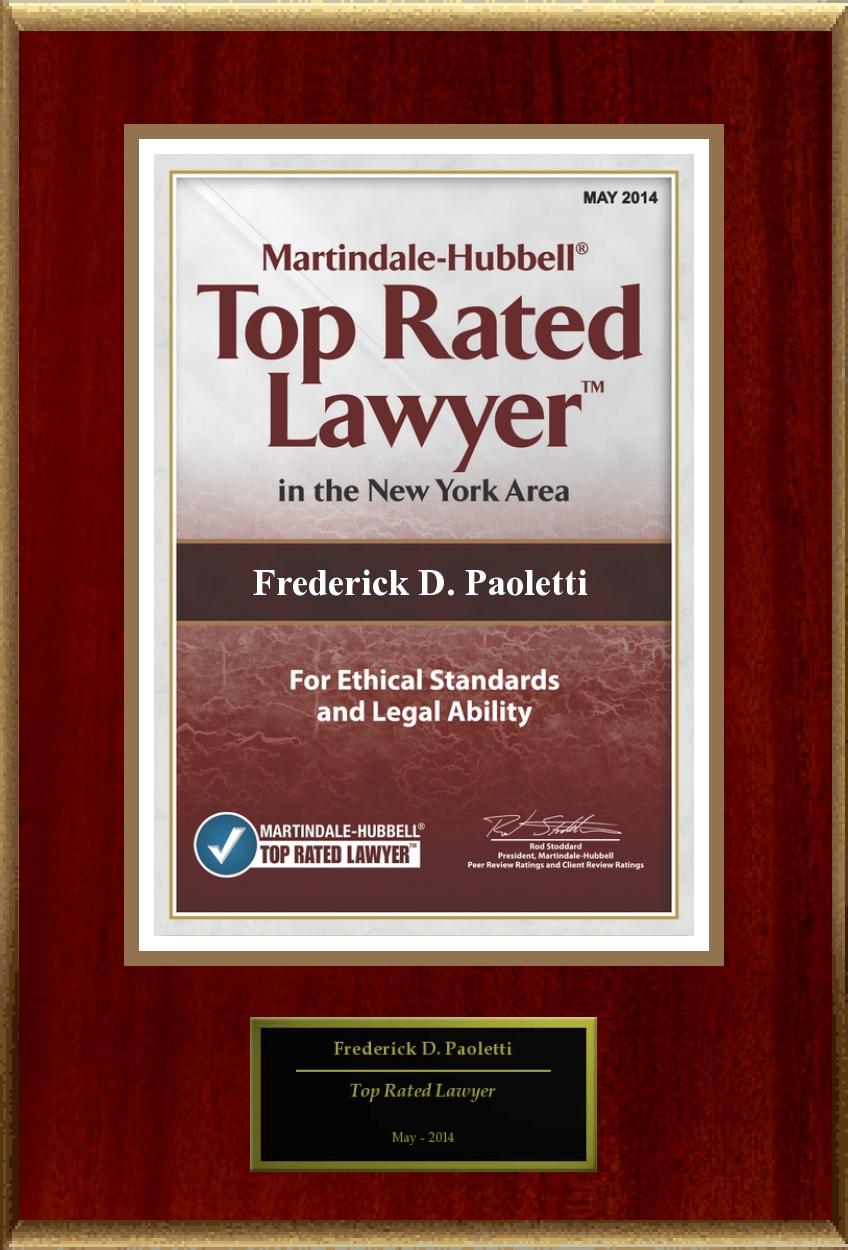 MAY 2014
Martindale-Hubbell®
Top Rated
Lawyer™
in the New York Area
Frederick D. Paoletti
For Ethical Standards
and Legal Ability
MARTINDALE-HUBBELL®
TOP RATED LAWYER™
Rod Stoddard
President, Martindale-Hubbell
Peer Review Ratings and Client Review Ratings
Frederick D. Paoletti
Top Rated Lawyer
May - 2014